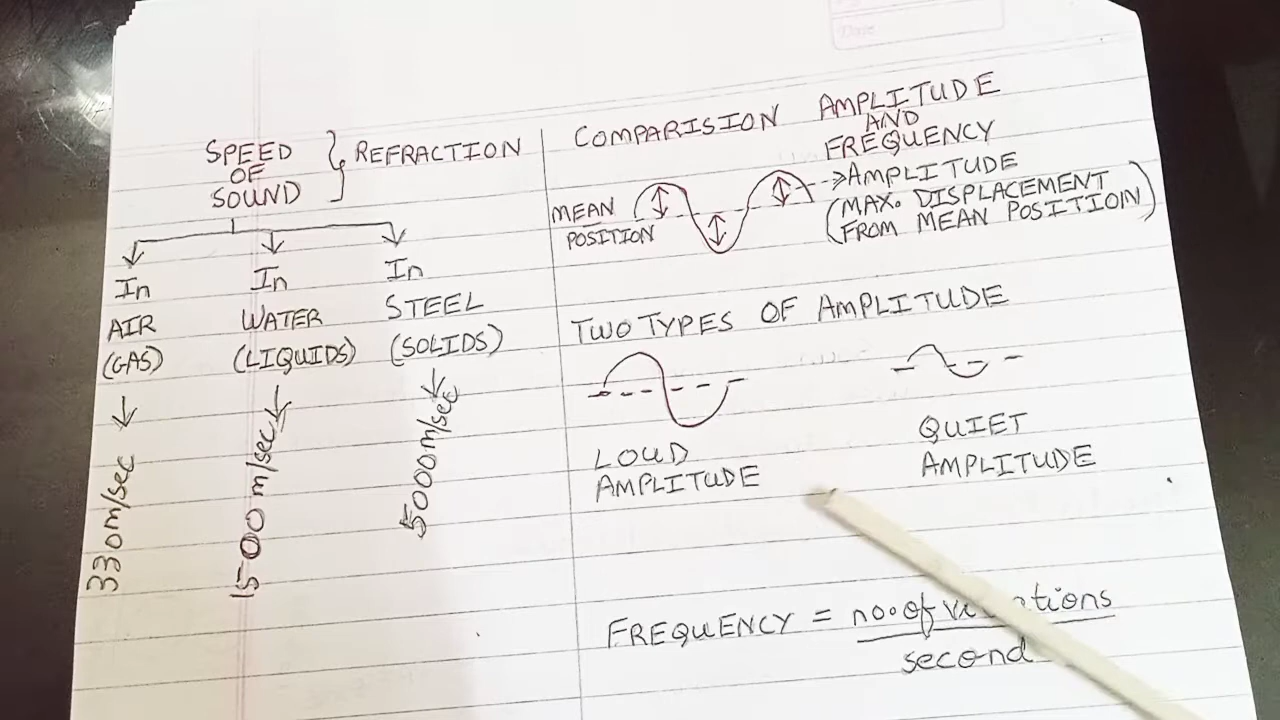 Date
SPEED
OF
SOUND
REFRACTION
In
AIR
(GAS)
330m/sec
In
WATER
(LIQUIDS)
1500 m/sec
In
STEEL
(SOLIDS)
5000m/sec
COMPARISION AMPLITUDE
AND
FREQUENCY
MEAN
POSITION
AMPLITUDE
(MAX. DISPLACEMENT
FROM MEAN POSITION)
TWO TYPES OF AMPLITUDE
LOUD
AMPLITUDE
QUIET
AMPLITUDE
FREQUENCY = no. of
second